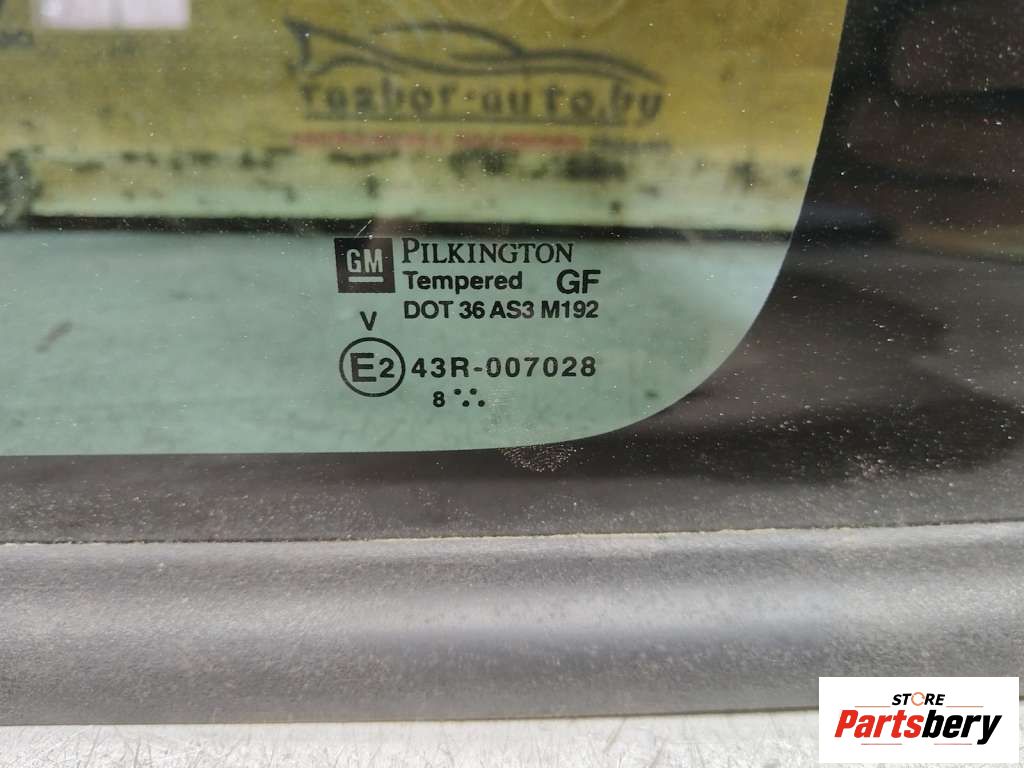 razbor-auto.by
GM PILKINGTON
Tempered GF
DOT 36 AS3 M192
V
E2 43R-007028
8
STORE
Partsbery